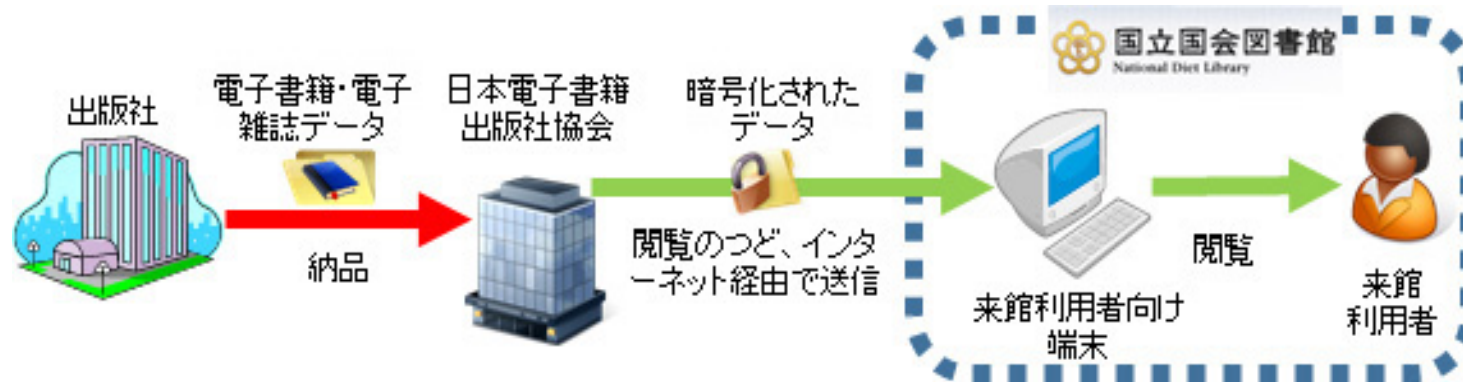 出版社
電子書籍・電子
雑誌データ
納品
日本電子書籍
出版社協会
暗号化された
データ
閲覧のつど、インタ
ーネット経由で送信
国立国会図書館
National Diet Library
来館利用者向け
端末
閲覧
来館
利用者